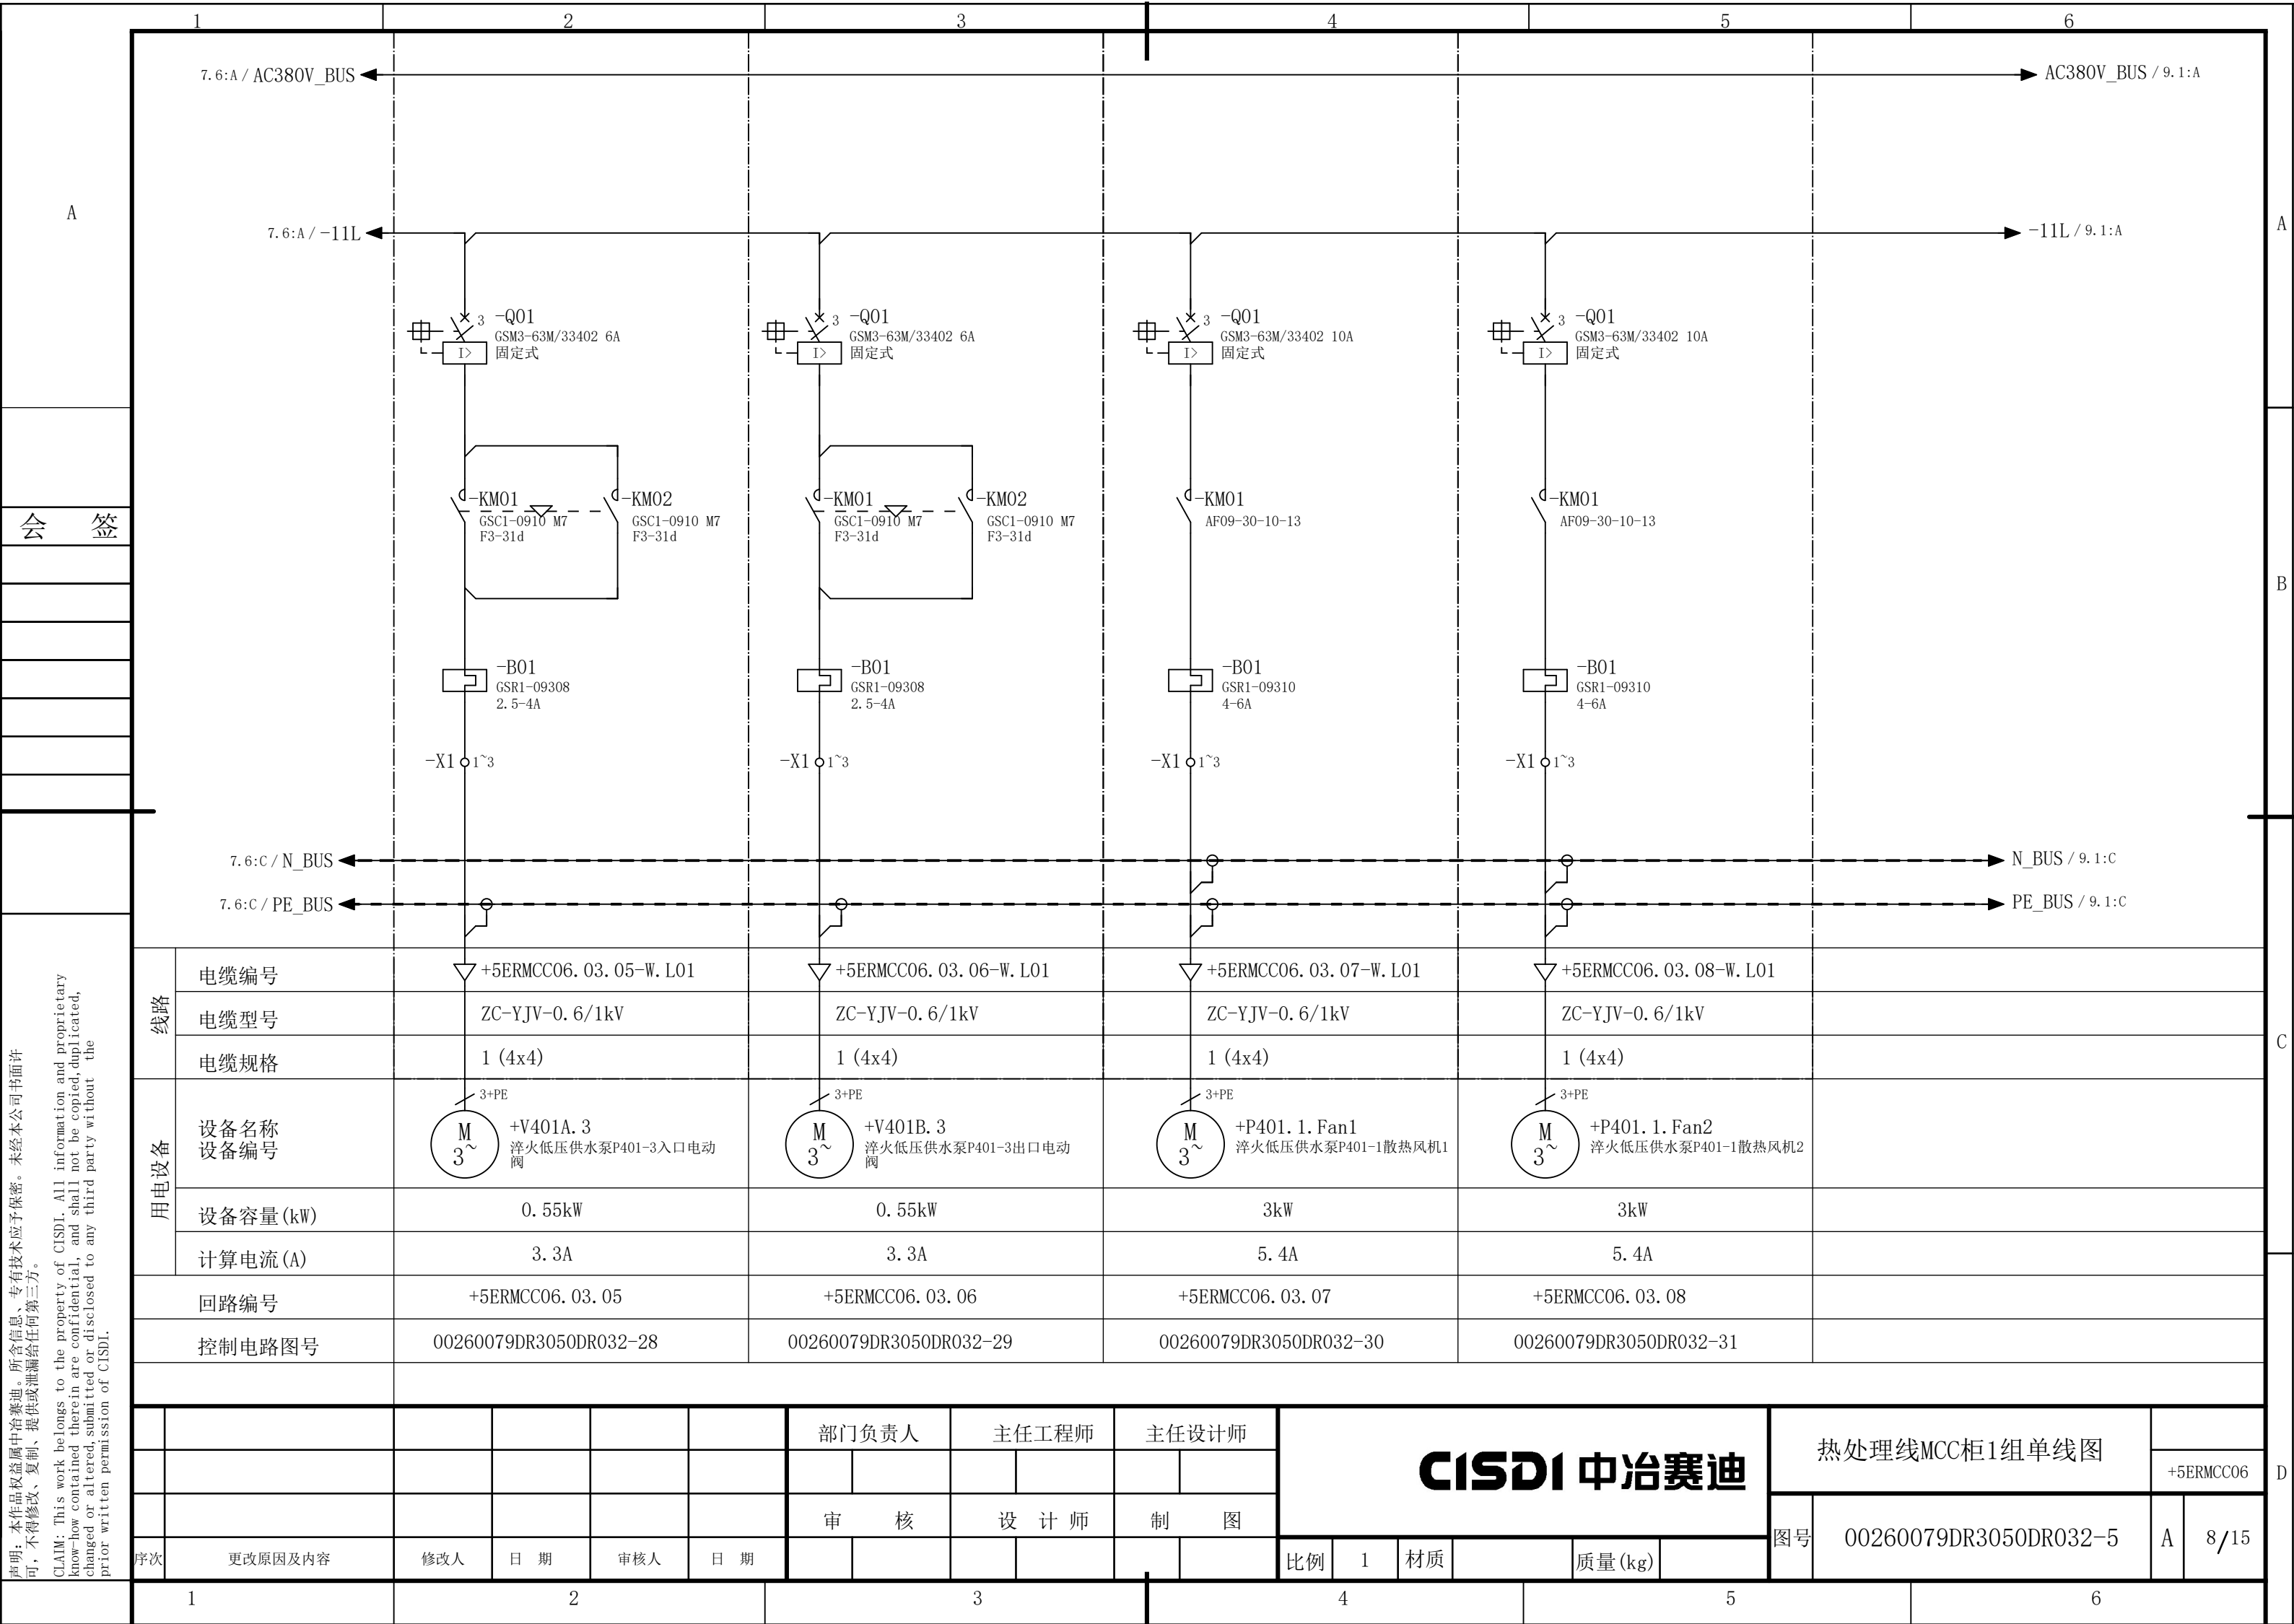 1 2 3 4 5 6
7.6:A / AC380V_BUS
AC380V_BUS / 9.1:A
A
A
7.6:A / -11L
-11L / 9.1:A
3 -Q01
GSM3-63M/33402 6A
固定式
I>
3 -Q01
GSM3-63M/33402 6A
固定式
I>
3 -Q01
GSM3-63M/33402 10A
固定式
I>
3 -Q01
GSM3-63M/33402 10A
固定式
I>
会 签
-KM01
GSC1-0910 M7
F3-31d
-KM02
GSC1-0910 M7
F3-31d
-KM01
GSC1-0910 M7
F3-31d
-KM02
GSC1-0910 M7
F3-31d
-KM01
AF09-30-10-13
-KM01
AF09-30-10-13
B
-B01
GSR1-09308
2.5-4A
-B01
GSR1-09308
2.5-4A
-B01
GSR1-09310
4-6A
-B01
GSR1-09310
4-6A
-X1 1~3
-X1 1~3
-X1 1~3
-X1 1~3
7.6:C / N_BUS
N_BUS / 9.1:C
7.6:C / PE_BUS
PE_BUS / 9.1:C
线路
电缆编号 +5ERMCC06.03.05-W.L01 +5ERMCC06.03.06-W.L01 +5ERMCC06.03.07-W.L01 +5ERMCC06.03.08-W.L01
电缆型号 ZC-YJV-0.6/1kV ZC-YJV-0.6/1kV ZC-YJV-0.6/1kV ZC-YJV-0.6/1kV
电缆规格 1 (4x4) 1 (4x4) 1 (4x4) 1 (4x4)
C
用电设备
设备名称
设备编号
3+PE
M
3~
+V401A.3
淬火低压供水泵P401-3入口电动
阀
3+PE
M
3~
+V401B.3
淬火低压供水泵P401-3出口电动
阀
3+PE
M
3~
+P401.1.Fan1
淬火低压供水泵P401-1散热风机1
3+PE
M
3~
+P401.1.Fan2
淬火低压供水泵P401-1散热风机2
设备容量(kW) 0.55kW 0.55kW 3kW 3kW
计算电流(A) 3.3A 3.3A 5.4A 5.4A
回路编号 +5ERMCC06.03.05 +5ERMCC06.03.06 +5ERMCC06.03.07 +5ERMCC06.03.08
控制电路图号 00260079DR3050DR032-28 00260079DR3050DR032-29 00260079DR3050DR032-30 00260079DR3050DR032-31
声明: 本作品权益属中冶赛迪。所含信息、专有技术应予保密。未经本公司书面许
可, 不得修改、复制、提供或泄漏给任何第三方。
CLAIM: This work belongs to the property of CISDI. All information and proprietary
know-how contained therein are confidential, and shall not be copied,duplicated,
changed or altered,submitted or disclosed to any third party without the
prior written permission of CISDI.
部门负责人 主任工程师 主任设计师
审 核 设 计 师 制 图
序次 更改原因及内容 修改人 日 期 审核人 日 期
CISDI 中冶赛迪
比例 1 材质 质量(kg)
热处理线MCC柜1组单线图
+5ERMCC06
图号 00260079DR3050DR032-5 A 8/15
D
1 2 3 4 5 6